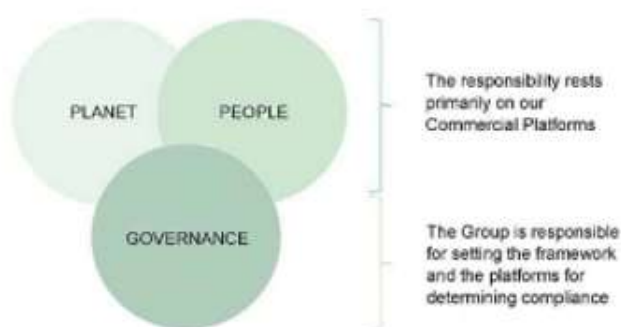 PLANET
PEOPLE
The responsibility rests
primarily on our
Commercial Platforms
GOVERNANCE
The Group is responsible
for setting the framework
and the platforms for
determining compliance